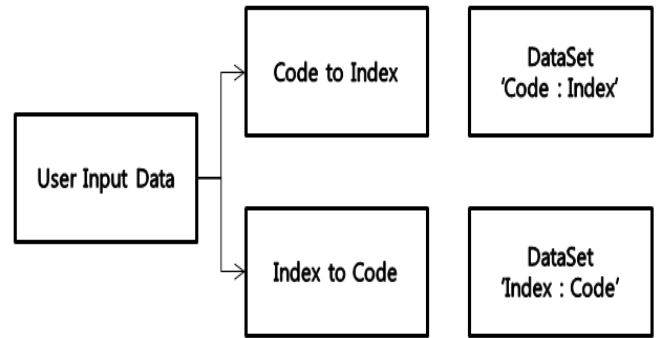 Code to Index
DataSet
'Code : Index'
User Input Data
Index to Code
DataSet
'Index : Code'